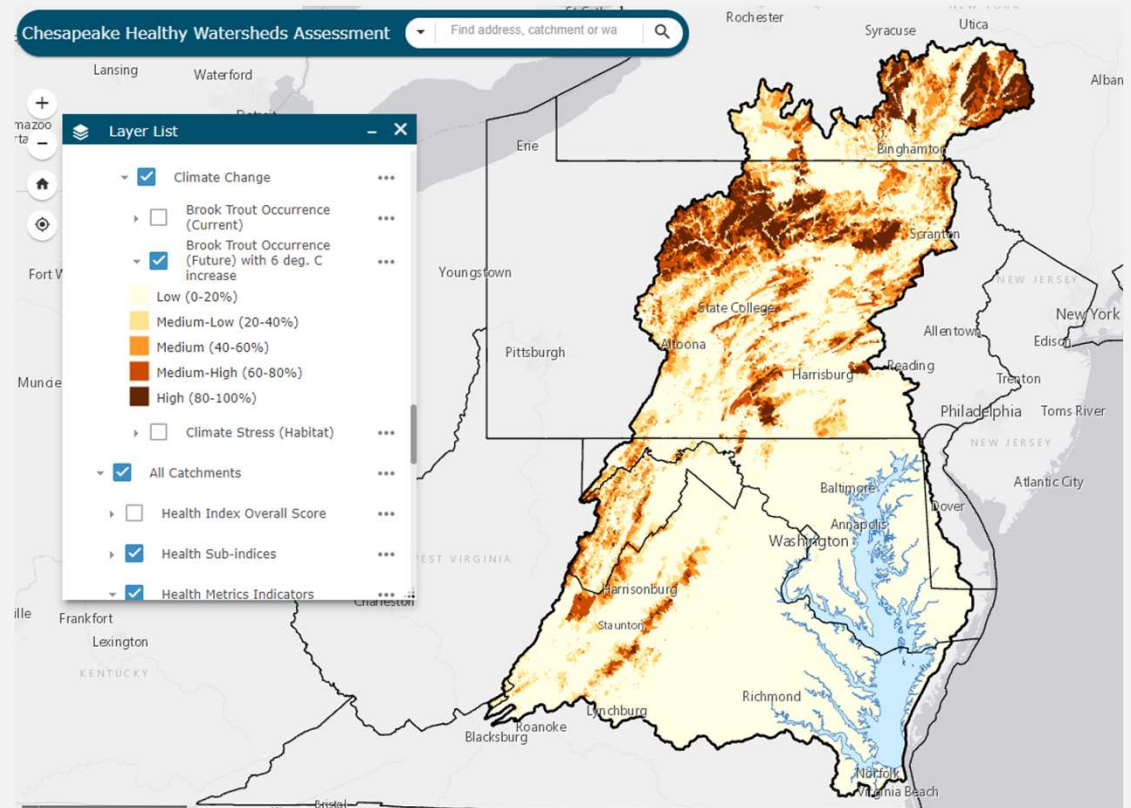 Chesapeake Healthy Watersheds Assessment
Find address, catchment or wa
Rochester
Syracuse
Utica
Lansing
Waterford
Alban
Layer List
Erie
Binghamton
Climate Change
Brook Trout Occurrence
(Current)
Brook Trout Occurrence
(Future) with 6 deg. C
increase
Low (0-20%)
Medium-Low (20-40%)
Medium (40-60%)
Medium-High (60-80%)
High (80-100%)
Climate Stress (Habitat)
All Catchments
Health Index Overall Score
Health Sub-indices
Health Metrics Indicators
Scranton
Fort W
Youngstown
NEW JERSEY
State College
New York
Allentown
Edison
Pittsburgh
Altoona
Muncie
Harrisburg
Reading
Trenton
Philadelphia
Toms River
NEW JERSEY
Baltimore
Atlantic City
Dover
Annapolis
Washington
EST VIRGINIA
Harrisonburg
Charleston
ille
Frankfort
Staunton
Lexington
KENTUCKY
Richmond
Lynchburg
Roanoke
Blacksburg
Norfolk
Virginia Beach
Bristol